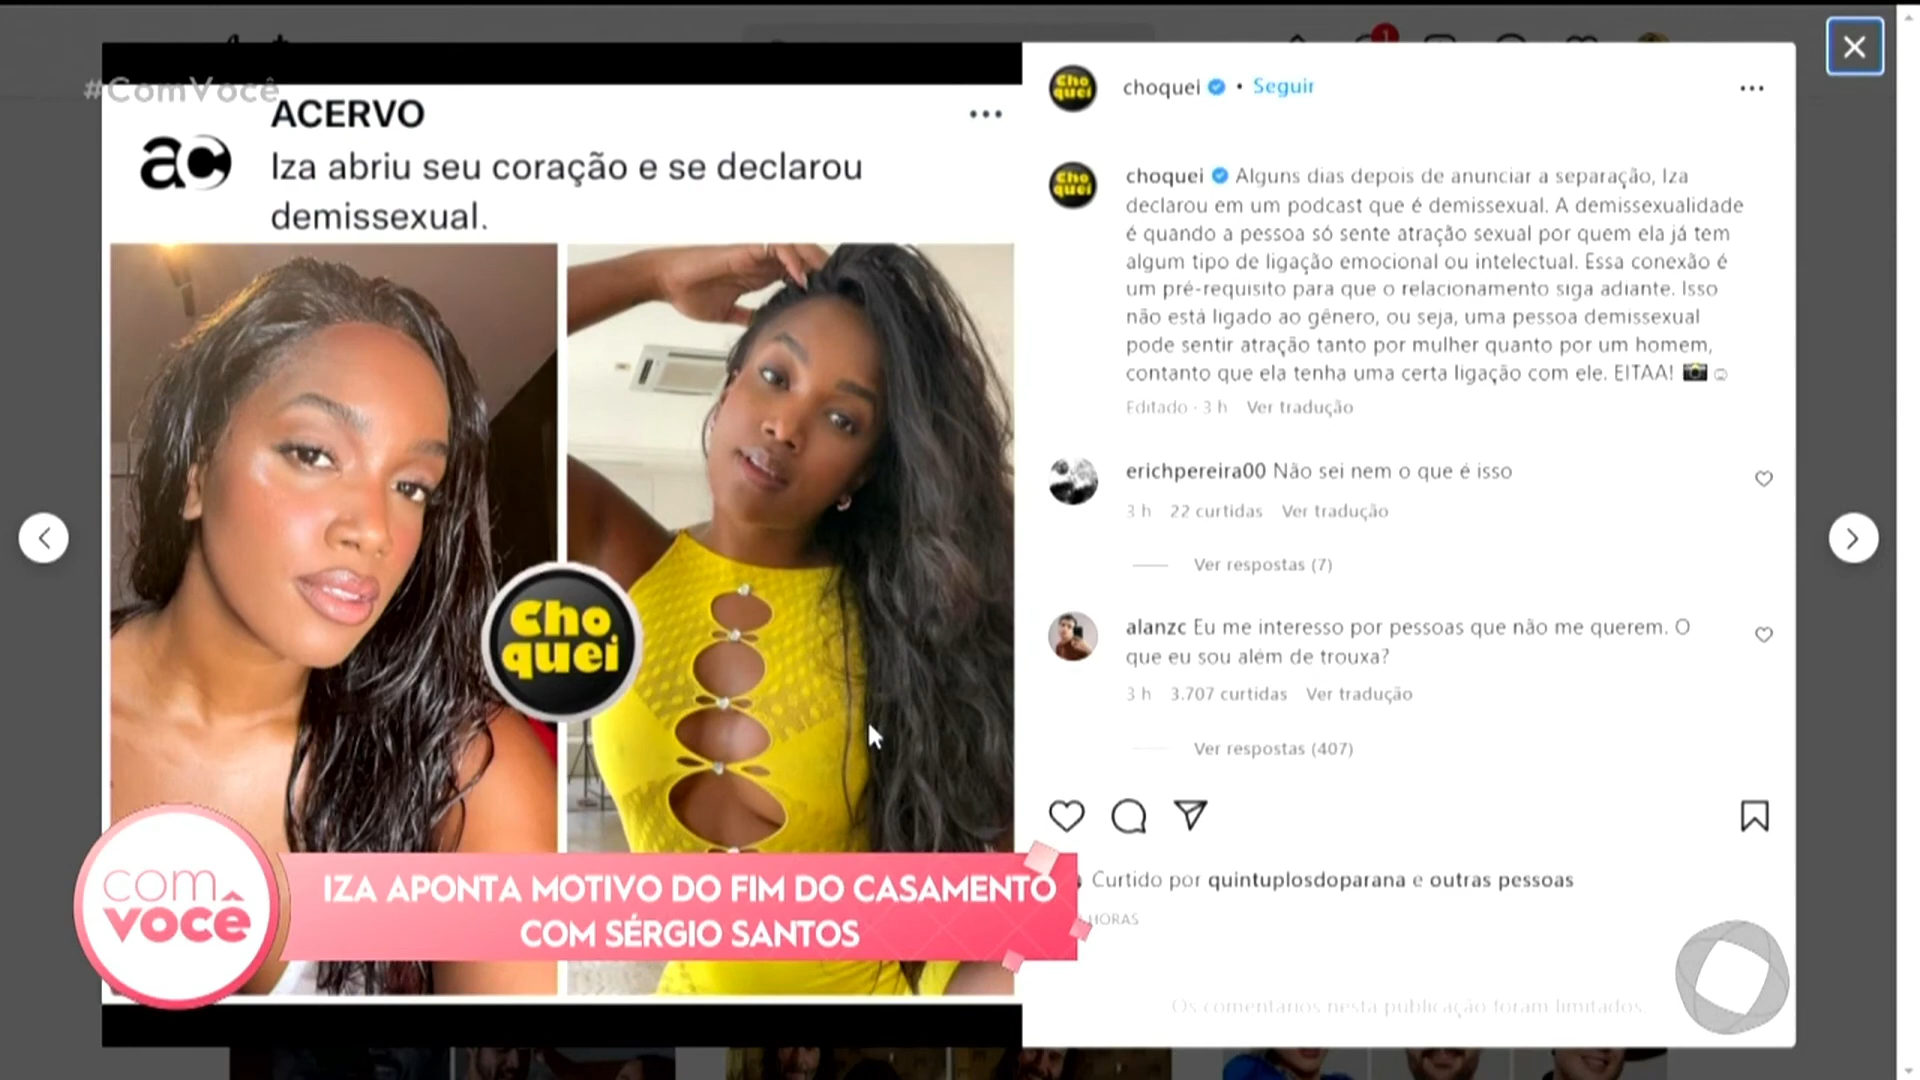 #ComVocê
ACERVO
ac
Iza abriu seu coração e se declarou
demissexual.
Cho
quei
com
você
IZA APONTA MOTIVO DO FIM DO CASAMENTO
COM SÉRGIO SANTOS
1
Cho
quei
choquei • Seguir
Cho
quei
choquei Alguns dias depois de anunciar a separação, Iza
declarou em um podcast que é demissexual. A demissexualidade
é quando a pessoa só sente atração sexual por quem ela já tem
algum tipo de ligação emocional ou intelectual. Essa conexão é
um pré-requisito para que o relacionamento siga adiante. Isso
não está ligado ao gênero, ou seja, uma pessoa demissexual
pode sentir atração tanto por mulher quanto por um homem,
contanto que ela tenha uma certa ligação com ele. EITAA! 📸
Editado · 3 h Ver tradução
erichpereira00 Não sei nem o que é isso
3 h 22 curtidas Ver tradução
Ver respostas (7)
alanzc Eu me interesso por pessoas que não me querem. O
que eu sou além de trouxa?
3 h 3.707 curtidas Ver tradução
Ver respostas (407)
Curtido por quintuplosdoparana e outras pessoas
HORAS
Os comentários nesta publicação foram limitados.